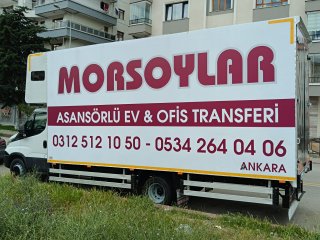 MORSOYLAR
ASANSÖRLÜ EV & OFİS TRANSFERİ
0312 512 10 50 - 0534 264 04 06
ANKARA